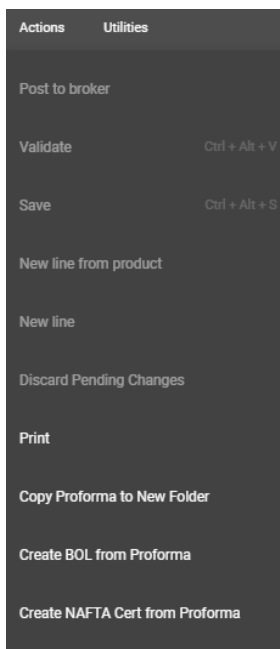 Actions Utilities
Post to broker
Validate Ctrl + Alt + V
Save Ctrl + Alt + S
New line from product
New line
Discard Pending Changes
Print
Copy Proforma to New Folder
Create BOL from Proforma
Create NAFTA Cert from Proforma